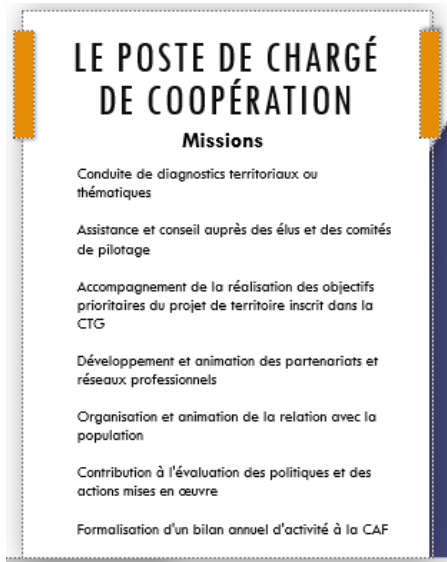 LE POSTE DE CHARGÉ
DE COOPÉRATION
Missions
Conduite de diagnostics territoriaux ou
thématiques
Assistance et conseil auprès des élus et des comités
de pilotage
Accompagnement de la réalisation des objectifs
prioritaires du projet de territoire inscrit dans la
CTG
Développement et animation des partenariats et
réseaux professionnels
Organisation et animation de la relation avec la
population
Contribution à l'évaluation des politiques et des
actions mises en œuvre
Formalisation d'un bilan annuel d'activité à la CAF